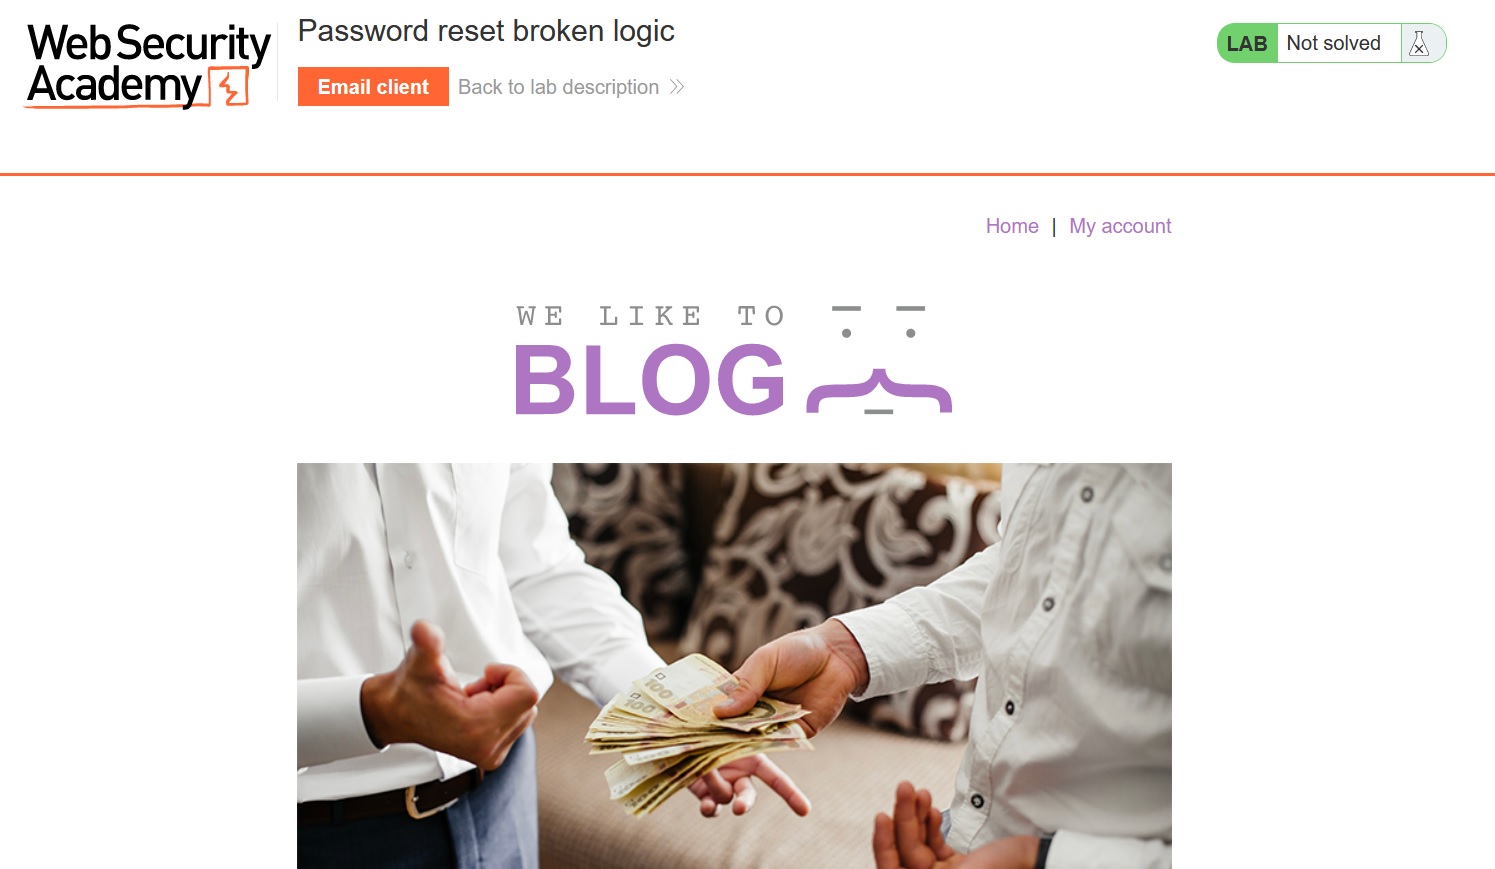 Web Security
Academy
Password reset broken logic
Email client
Back to lab description
LAB
Not solved
Home | My account
WE LIKE TO
BLOG
100
100